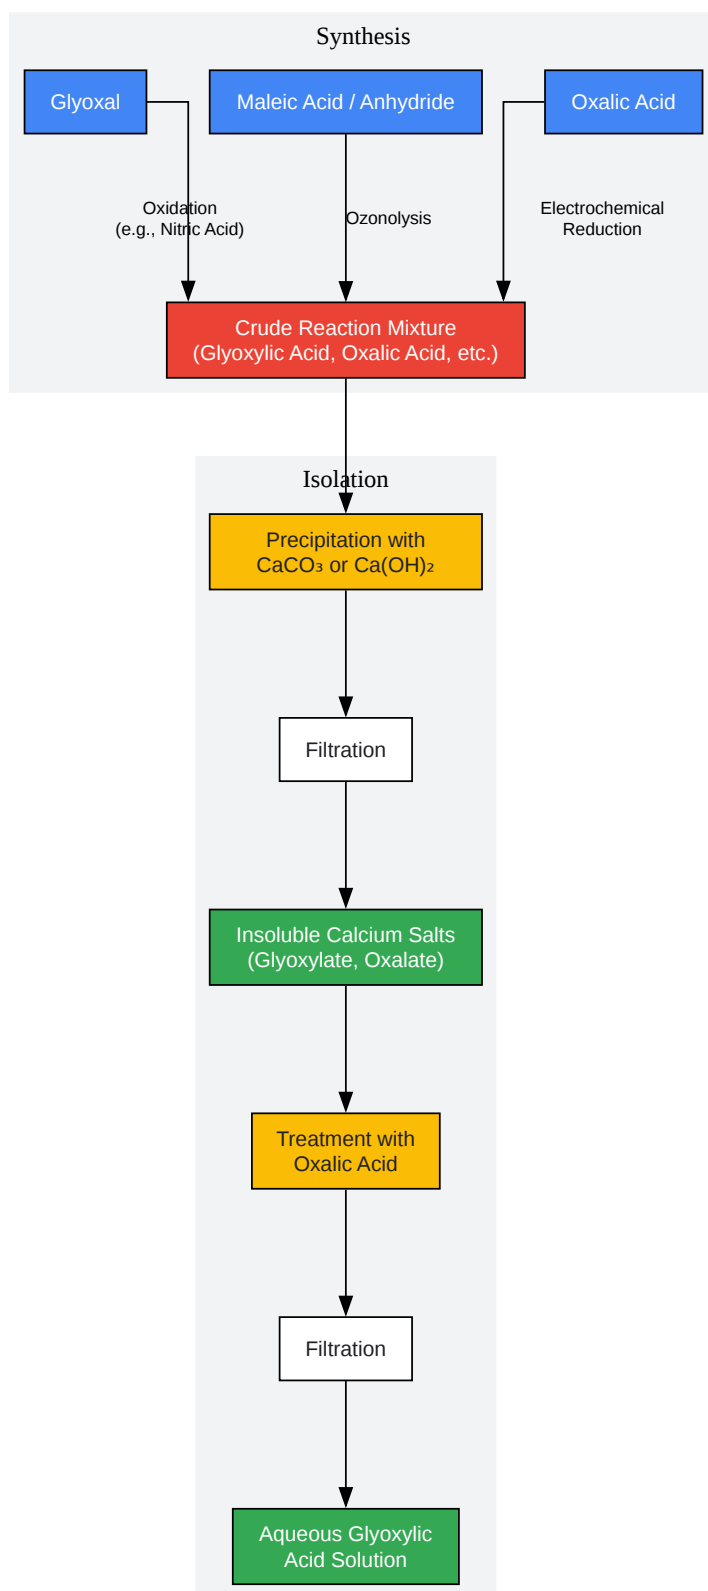 Synthesis
Glyoxal
Maleic Acid / Anhydride
Oxalic Acid
Oxidation
(e.g., Nitric Acid)
Ozonolysis
Electrochemical
Reduction
Crude Reaction Mixture
(Glyoxylic Acid, Oxalic Acid, etc.)
Isolation
Precipitation with
CaCO₃ or Ca(OH)₂
Filtration
Insoluble Calcium Salts
(Glyoxylate, Oxalate)
Treatment with
Oxalic Acid
Filtration
Aqueous Glyoxylic
Acid Solution